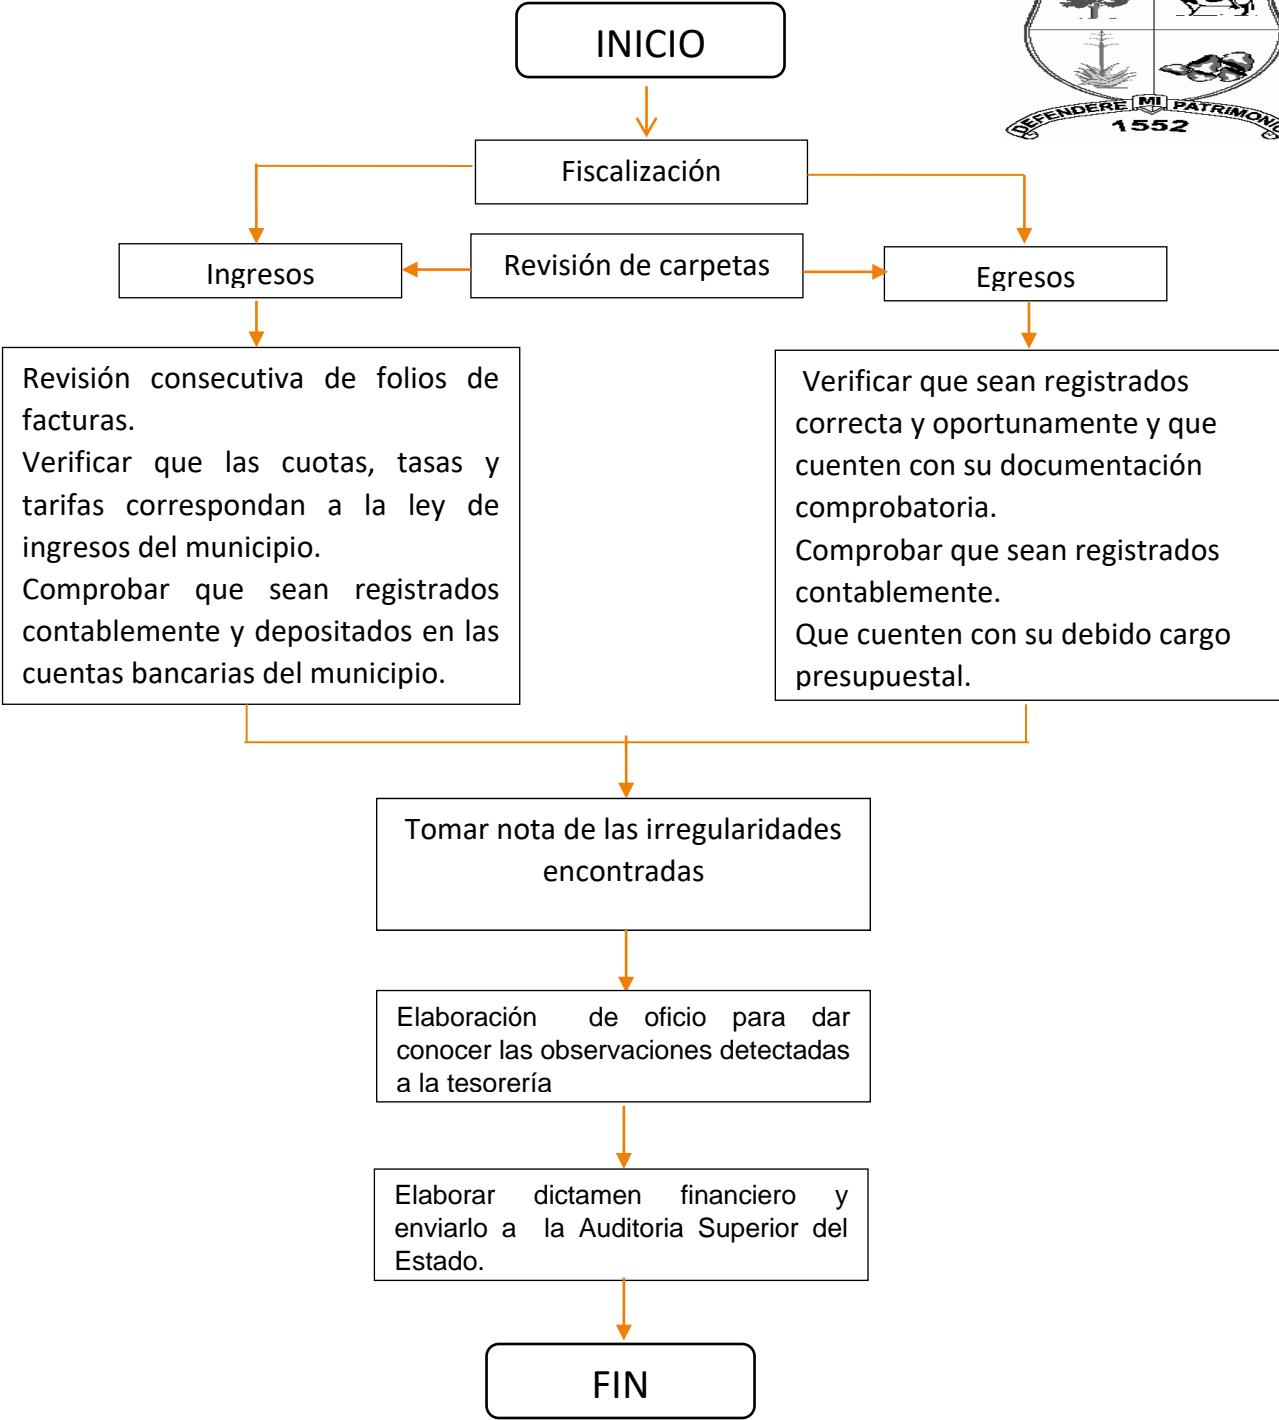 INICIO
DEFENDERE MI PATRIMONIO
1552
Fiscalización
Ingresos
Revisión de carpetas
Egresos
Revisión consecutiva de folios de
facturas.
Verificar que las cuotas, tasas y
tarifas correspondan a la ley de
ingresos del municipio.
Comprobar que sean registrados
contablemente y depositados en las
cuentas bancarias del municipio.
Verificar que sean registrados
correcta y oportunamente y que
cuenten con su documentación
comprobatoria.
Comprobar que sean registrados
contablemente.
Que cuenten con su debido cargo
presupuestal.
Tomar nota de las irregularidades
encontradas
Elaboración de oficio para dar
conocer las observaciones detectadas
a la tesorería
Elaborar dictamen financiero y
enviarlo a la Auditoria Superior del
Estado.
FIN